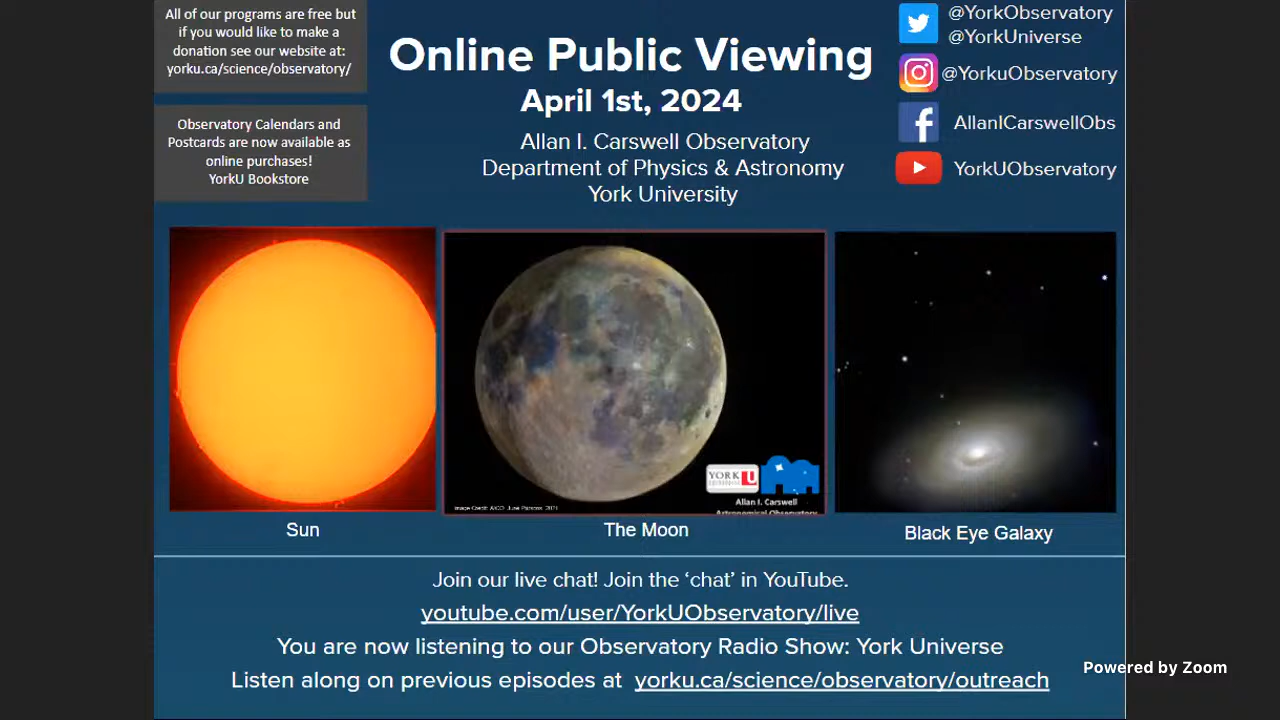 All of our programs are free but
if you would like to make a
donation see our website at:
yorku.ca/science/observatory/
Observatory Calendars and
Postcards are now available as
online purchases!
YorkU Bookstore
Online Public Viewing
April 1st, 2024
Allan I. Carswell Observatory
Department of Physics & Astronomy
York University
@YorkObservatory
@YorkUniverse
@YorkuObservatory
AllanICarswellObs
YorkUObservatory
YORK U
Allan I. Carswell
Astronomical Observatory
Sun
The Moon
Black Eye Galaxy
Join our live chat! Join the ‘chat’ in YouTube.
youtube.com/user/YorkUObservatory/live
You are now listening to our Observatory Radio Show: York Universe
Listen along on previous episodes at yorku.ca/science/observatory/outreach
Powered by Zoom